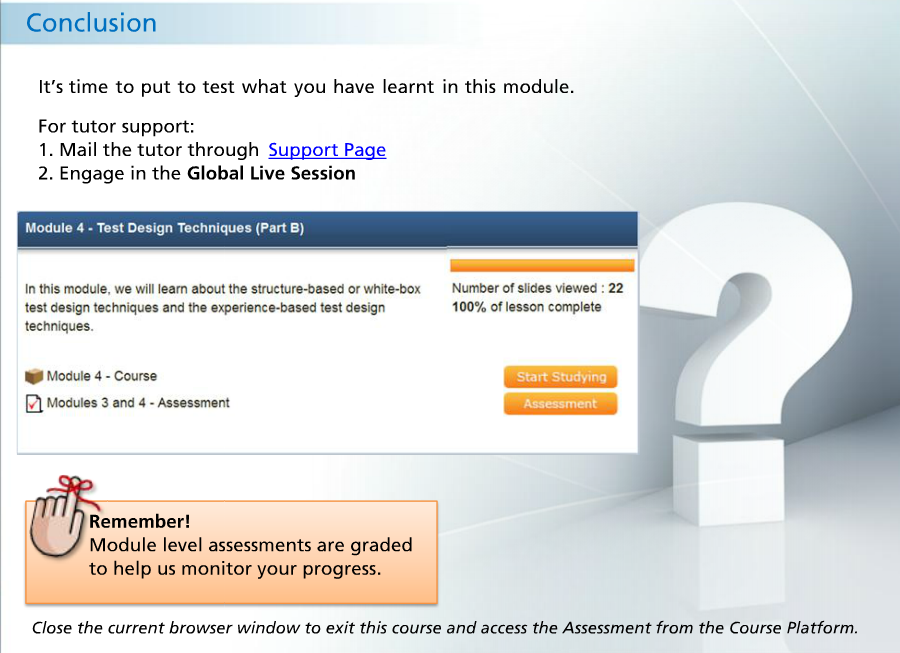 Conclusion
It's time to put to test what you have learnt in this module.
For tutor support:
1. Mail the tutor through Support Page
2. Engage in the Global Live Session
Module 4 - Test Design Techniques (Part B)
In this module, we will learn about the structure-based or white-box
test design techniques and the experience-based test design
techniques.
Number of slides viewed : 22
100% of lesson complete
Module 4 - Course
Start Studying
Modules 3 and 4 - Assessment
Assessment
Remember!
Module level assessments are graded
to help us monitor your progress.
Close the current browser window to exit this course and access the Assessment from the Course Platform.